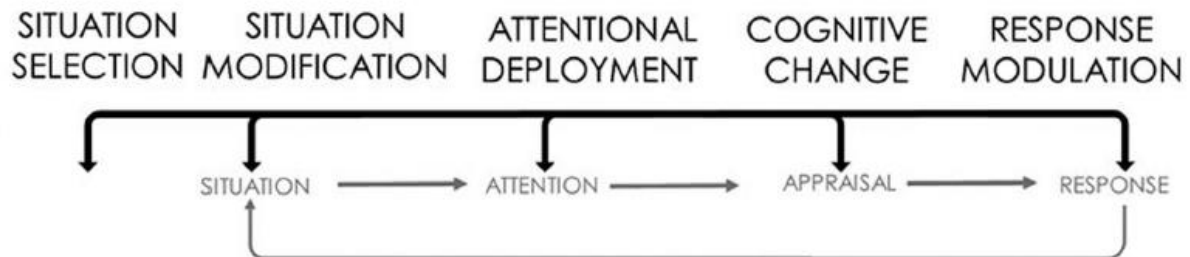 SITUATION SELECTION
SITUATION MODIFICATION
ATTENTIONAL DEPLOYMENT
COGNITIVE CHANGE
RESPONSE MODULATION
SITUATION
ATTENTION
APPRAISAL
RESPONSE